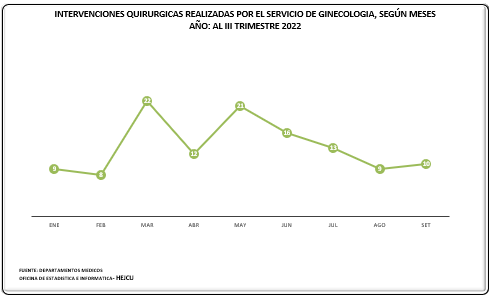 INTERVENCIONES QUIRURGICAS REALIZADAS POR EL SERVICIO DE GINECOLOGIA, SEGÚN MESES
AÑO: AL III TRIMESTRE 2022
22
21
16
12
13
9
8
9
10
ENE FEB MAR ABR MAY JUN JUL AGO SET
FUENTE: DEPARTAMENTOS MEDICOS
OFICINA DE ESTADISTICA E INFORMATICA- HEJCU